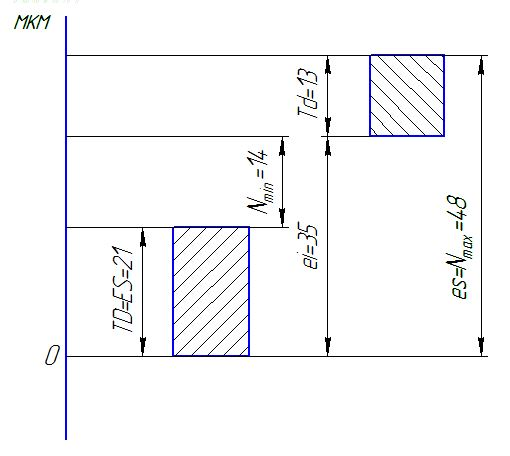 МКМ
Td=13
Nmin=14
ei=35
es=Nmax=48
TD=ES=21
0